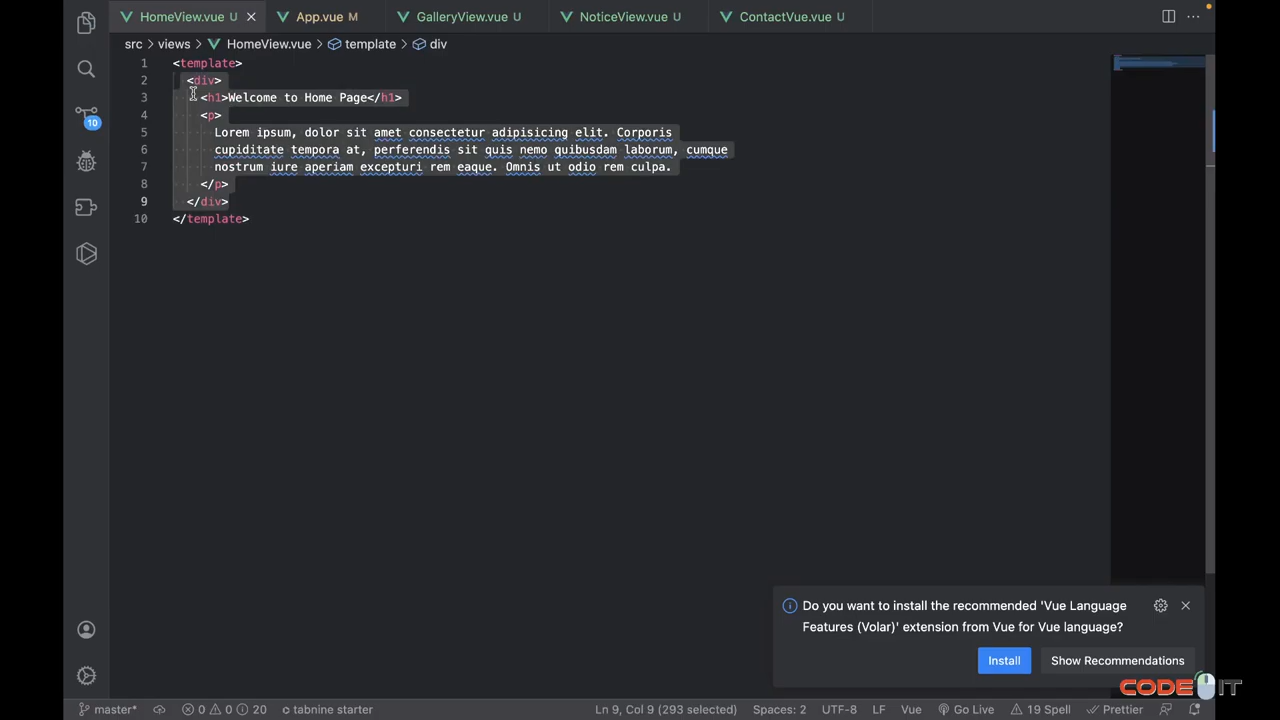 HomeView.vue U
App.vue M
GalleryView.vue U
NoticeView.vue U
ContactVue.vue U
src > views > HomeView.vue > template > div
1 <template>
2 <div>
3 <h1>Welcome to Home Page</h1>
4 <p>
5 Lorem ipsum, dolor sit amet consectetur adipisicing elit. Corporis
6 cupiditate tempora at, perferendis sit quis nemo quibusdam laborum, cumque
7 nostrum iure aperiam excepturi rem eaque. Omnis ut odio rem culpa.
8 </p>
9 </div>
10 </template>
10
Do you want to install the recommended 'Vue Language
Features (Volar)' extension from Vue for Vue language?
Install
Show Recommendations
CODE IT
master* 0 0 20 tabnine starter Ln 9, Col 9 (293 selected) Spaces: 2 UTF-8 LF Vue Go Live 19 Spell Prettier